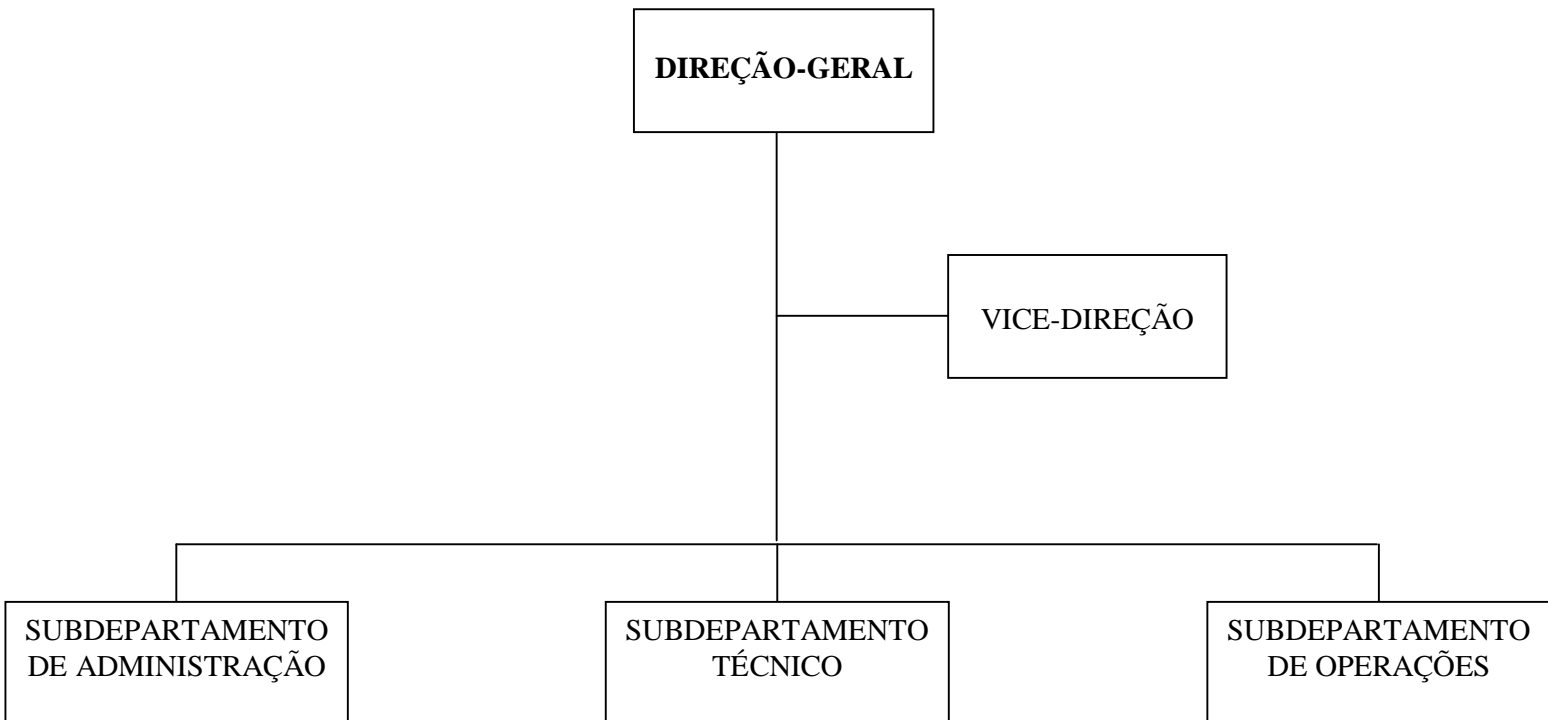 DIREÇÃO-GERAL
VICE-DIREÇÃO
SUBDEPARTAMENTO
DE ADMINISTRAÇÃO
SUBDEPARTAMENTO
TÉCNICO
SUBDEPARTAMENTO
DE OPERAÇÕES